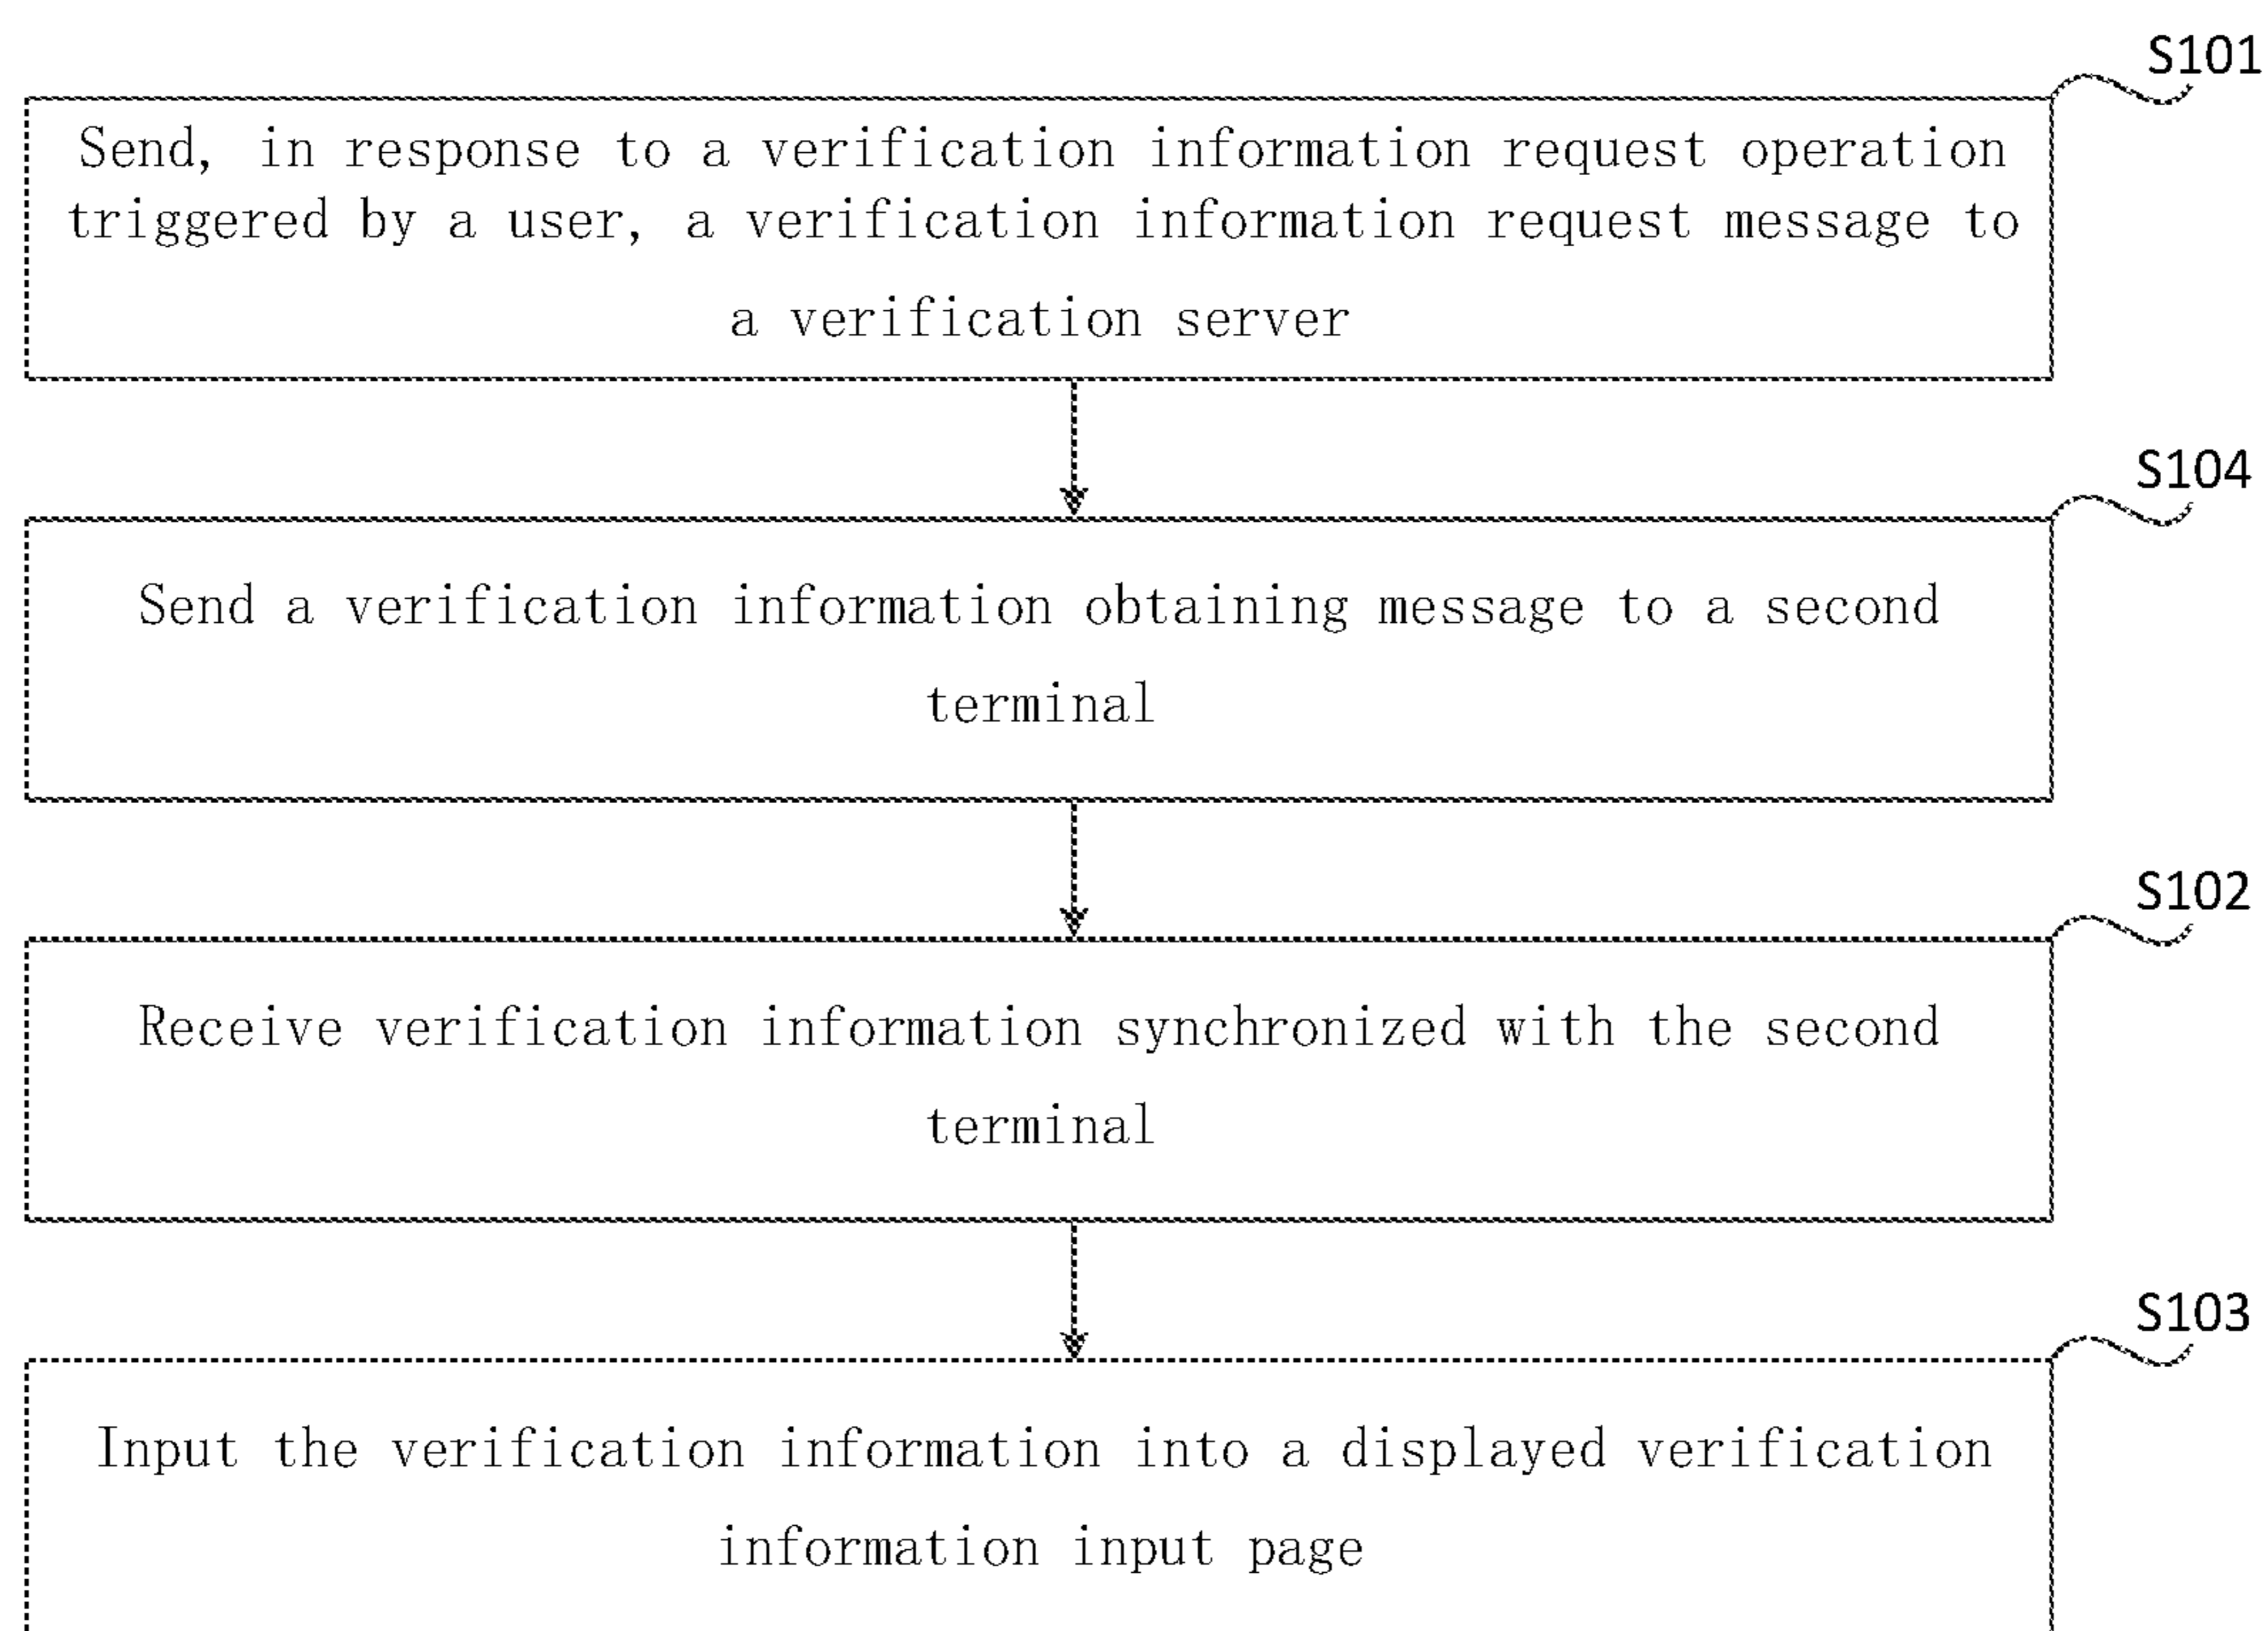 S101
Send, in response to a verification information request operation
triggered by a user, a verification information request message to
a verification server
S104
Send a verification information obtaining message to a second
terminal
S102
Receive verification information synchronized with the second
terminal
S103
Input the verification information into a displayed verification
information input page